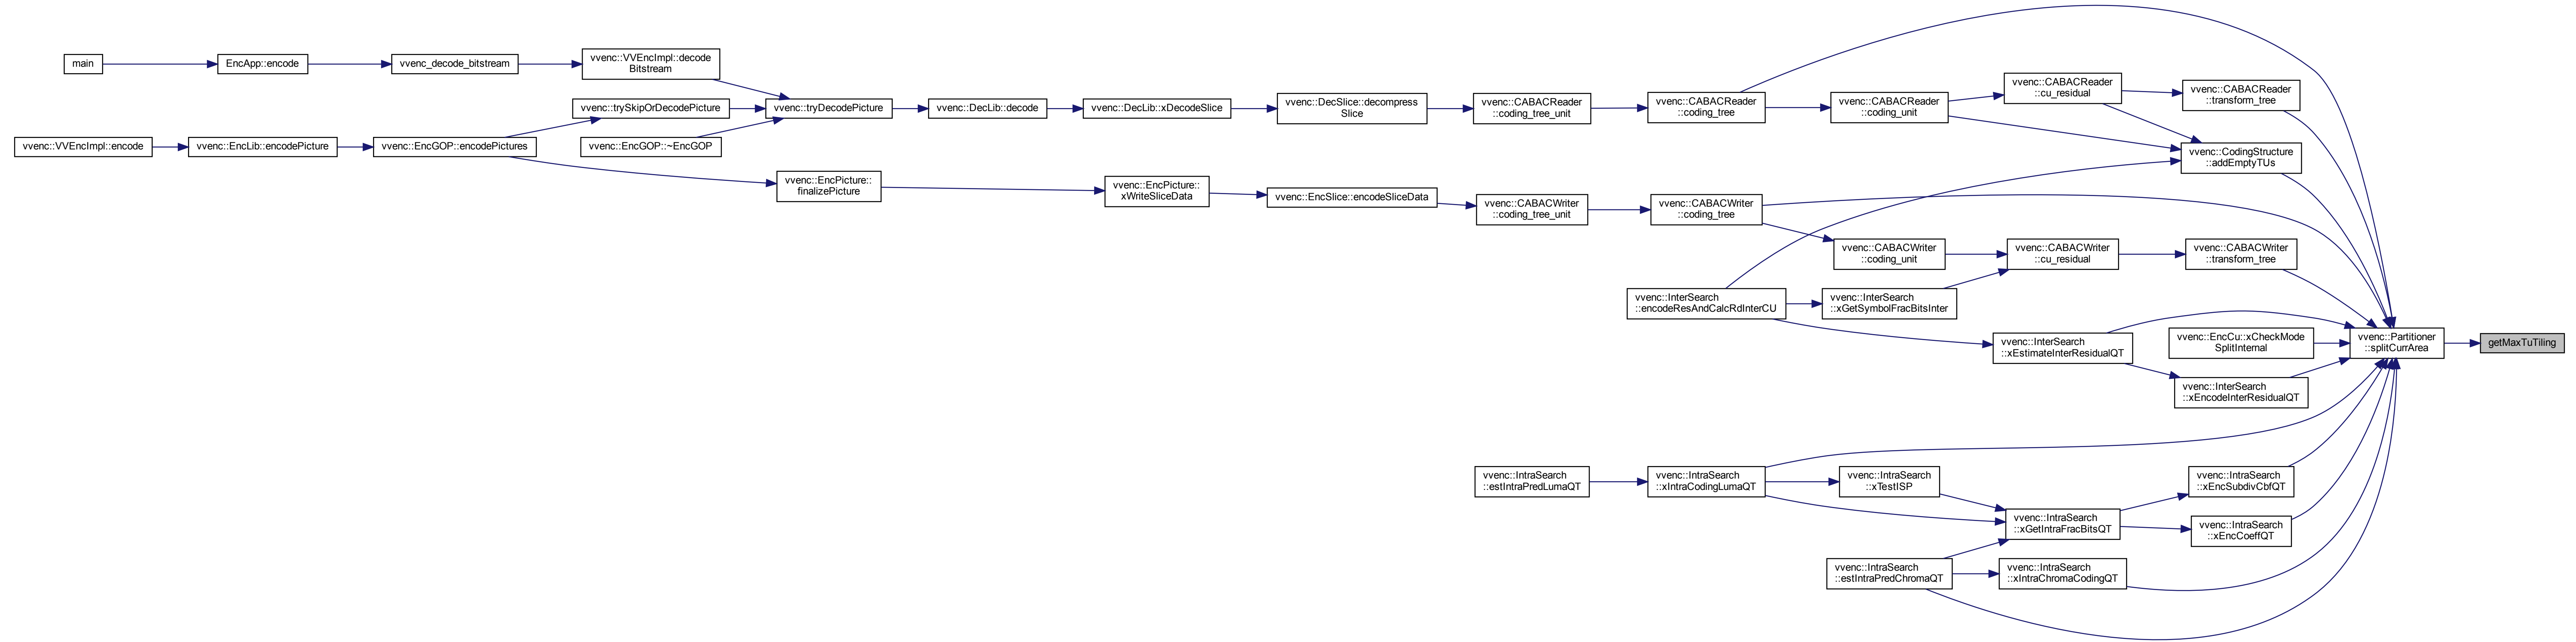 main
EncApp::encode
vvenc_decode_bitstream
vvenc::VVEncImpl::decode
Bitstream
vvenc::trySkipOrDecodePicture
vvenc::tryDecodePicture
vvenc::DecLib::decode
vvenc::DecLib::xDecodeSlice
vvenc::DecSlice::decompress
Slice
vvenc::CABACReader
::coding_tree_unit
vvenc::CABACReader
::coding_tree
vvenc::CABACReader
::coding_unit
vvenc::CABACReader
::cu_residual
vvenc::CABACReader
::transform_tree
vvenc::VVEncImpl::encode
vvenc::EncLib::encodePicture
vvenc::EncGOP::encodePictures
vvenc::EncGOP::~EncGOP
vvenc::CodingStructure
::addEmptyTUs
vvenc::EncPicture::
finalizePicture
vvenc::EncPicture::
xWriteSliceData
vvenc::EncSlice::encodeSliceData
vvenc::CABACWriter
::coding_tree_unit
vvenc::CABACWriter
::coding_tree
vvenc::CABACWriter
::coding_unit
vvenc::CABACWriter
::cu_residual
vvenc::CABACWriter
::transform_tree
vvenc::InterSearch
::encodeResAndCalcRdInterCU
vvenc::InterSearch
::xGetSymbolFracBitsInter
vvenc::InterSearch
::xEstimateInterResidualQT
vvenc::EncCu::xCheckMode
SplitInternal
vvenc::Partitioner
::splitCurrArea
getMaxTuTiling
vvenc::InterSearch
::xEncodeInterResidualQT
vvenc::IntraSearch
::estIntraPredLumaQT
vvenc::IntraSearch
::xIntraCodingLumaQT
vvenc::IntraSearch
::xTestISP
vvenc::IntraSearch
::xEncSubdivCbfQT
vvenc::IntraSearch
::xGetIntraFracBitsQT
vvenc::IntraSearch
::xEncCoeffQT
vvenc::IntraSearch
::estIntraPredChromaQT
vvenc::IntraSearch
::xIntraChromaCodingQT